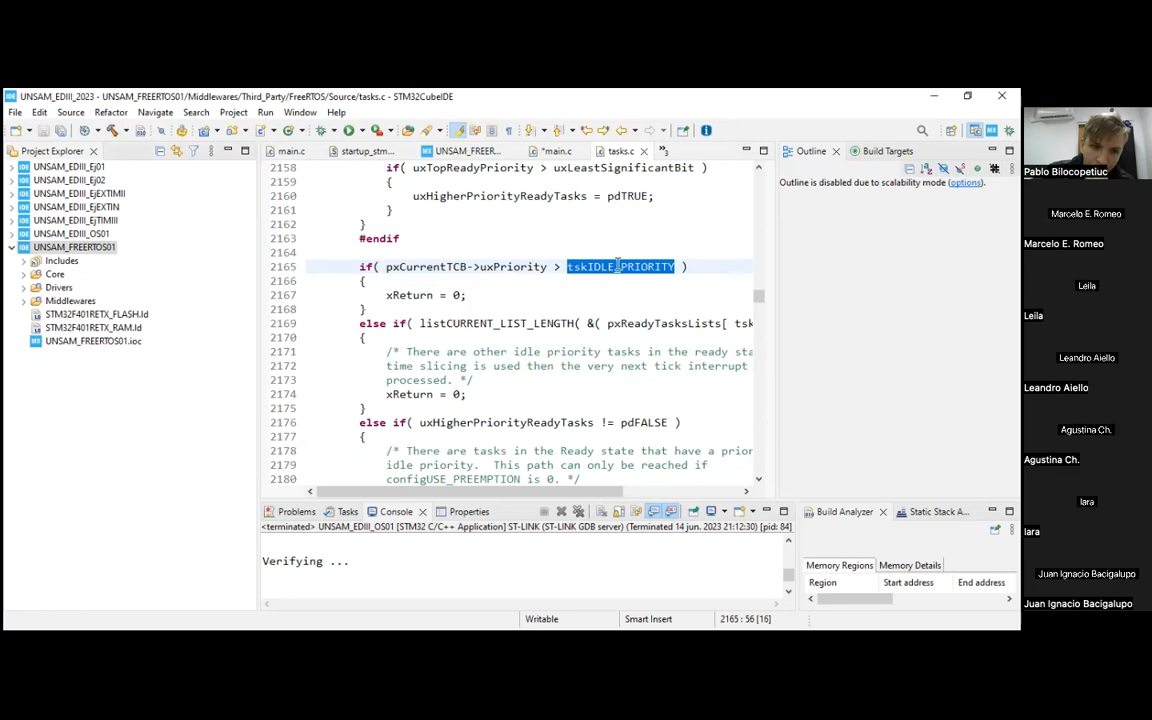 UNSAM_EDIII_2023 - UNSAM_FREERTOS01/Middlewares/Third_Party/FreeRTOS/Source/tasks.c - STM32CubeIDE
File Edit Source Refactor Navigate Search Project Run Window Help
Project Explorer
UNSAM_EDIII_Ej01
UNSAM_EDIII_Ej02
UNSAM_EDIII_EjEXTIMII
UNSAM_EDIII_EjEXTIN
UNSAM_EDIII_EjTIMIII
UNSAM_EDIII_OS01
UNSAM_FREERTOS01
Includes
Core
Drivers
Middlewares
STM32F401RETX_FLASH.ld
STM32F401RETX_RAM.ld
UNSAM_FREERTOS01.ioc
main.c startup_stm... UNSAM_FREER... *main.c tasks.c
2158 if( uxTopReadyPriority > uxLeastSignificantBit )
2159 {
2160 uxHigherPriorityReadyTasks = pdTRUE;
2161 }
2162 }
2163 #endif
2164
2165 if( pxCurrentTCB->uxPriority > tskIDLE_PRIORITY )
2166 {
2167 xReturn = 0;
2168 }
2169 else if( listCURRENT_LIST_LENGTH( &( pxReadyTasksLists[ tsk
2170 {
2171 /* There are other idle priority tasks in the ready sta
2172 time slicing is used then the very next tick interrupt
2173 processed. */
2174 xReturn = 0;
2175 }
2176 else if( uxHigherPriorityReadyTasks != pdFALSE )
2177 {
2178 /* There are tasks in the Ready state that have a prior
2179 idle priority. This path can only be reached if
2180 configUSE_PREEMPTION is 0. */
Outline Build Targets
Outline is disabled due to scalability mode (options).
Problems Tasks Console Properties
<terminated> UNSAM_EDIII_OS01 [STM32 C/C++ Application] ST-LINK (ST-LINK GDB server) (Terminated 14 jun. 2023 21:12:30) [pid: 84]
Verifying ...
Build Analyzer Static Stack A...
Memory Regions Memory Details
Region Start address End address
Writable Smart Insert 2165 : 56 [16]
Pablo Bilocopetiuc
Marcelo E. Romeo
Marcelo E. Romeo
Leila
Leila
Leandro Aiello
Leandro Aiello
Agustina Ch.
Agustina Ch.
Iara
Iara
Juan Ignacio Bacigalupo
Juan Ignacio Bacigalupo